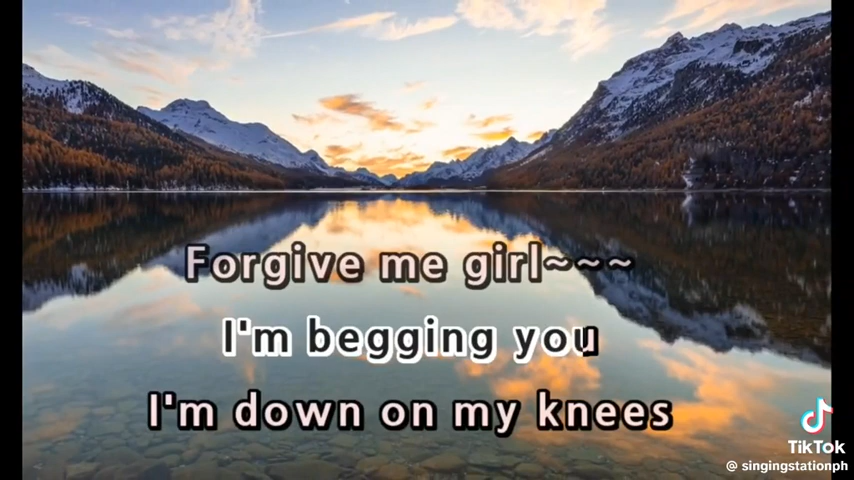 Forgive me girl~~~
I'm begging you
I'm down on my knees
TikTok
@ singingstationph